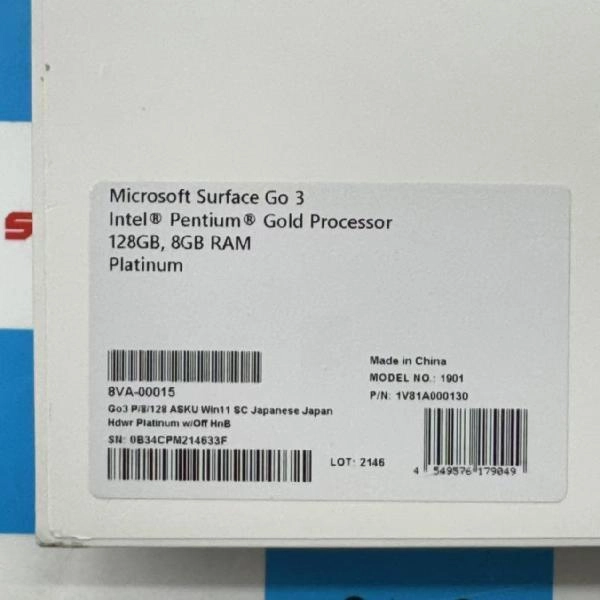 Microsoft Surface Go 3
Intel® Pentium® Gold Processor
128GB, 8GB RAM
Platinum
8VA-00015
Go3 P/8/128 ASKU Win11 SC Japanese Japan
Hdwr Platinum w/Off HnB
SN: 0B34CPM214633F
LOT: 2146
Made in China
MODEL NO.: 1901
P/N: 1V81A000130
4 549576 179049
S